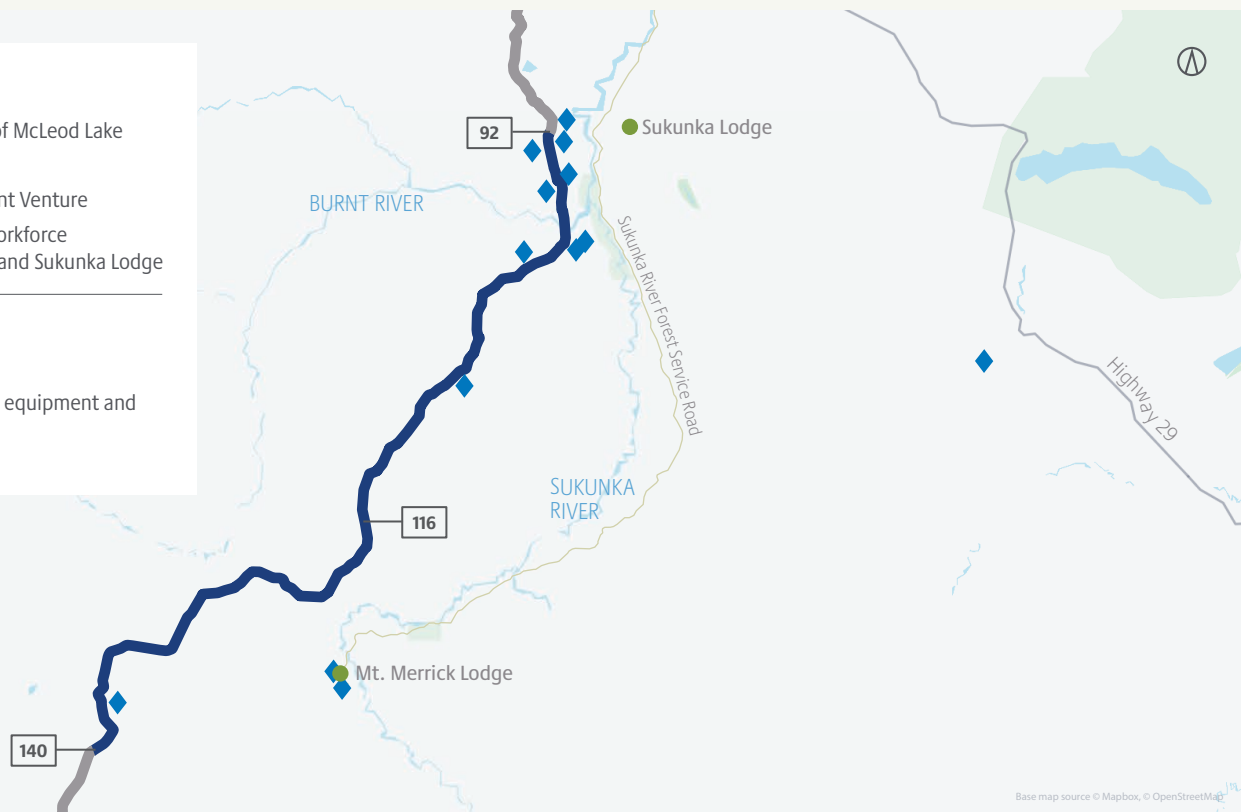 of McLeod Lake
nt Venture
orkforce
and Sukunka Lodge
equipment and
92
Sukunka Lodge
BURNT RIVER
Sukunka River Forest Service Road
Highway 29
SUKUNKA
RIVER
116
Mt. Merrick Lodge
140
Base map source © Mapbox, © OpenStreetMap